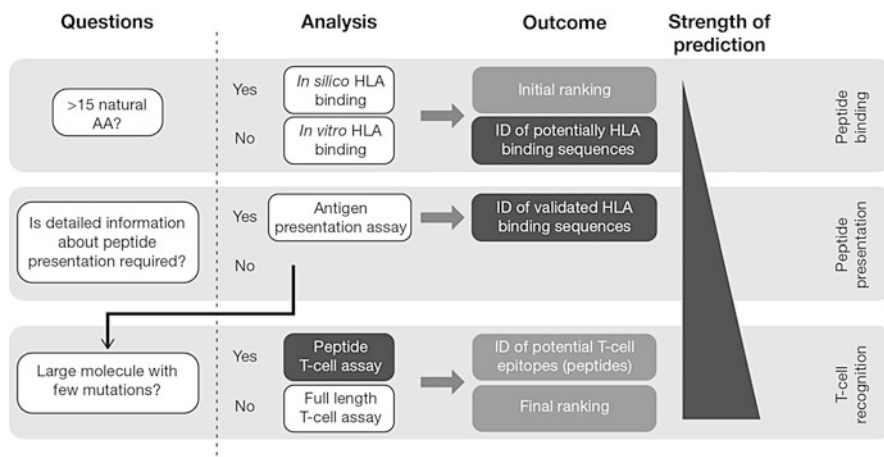 Questions
Analysis
Outcome
Strength of
prediction
>15 natural
AA?
Yes
In silico HLA
binding
No
In vitro HLA
binding
Initial ranking
ID of potentially HLA
binding sequences
Peptide
binding
Is detailed information
about peptide
presentation required?
Yes
Antigen
presentation assay
No
ID of validated HLA
binding sequences
Peptide
presentation
Large molecule with
few mutations?
Yes
Peptide
T-cell assay
No
Full length
T-cell assay
ID of potential T-cell
epitopes (peptides)
Final ranking
T-cell
recognition